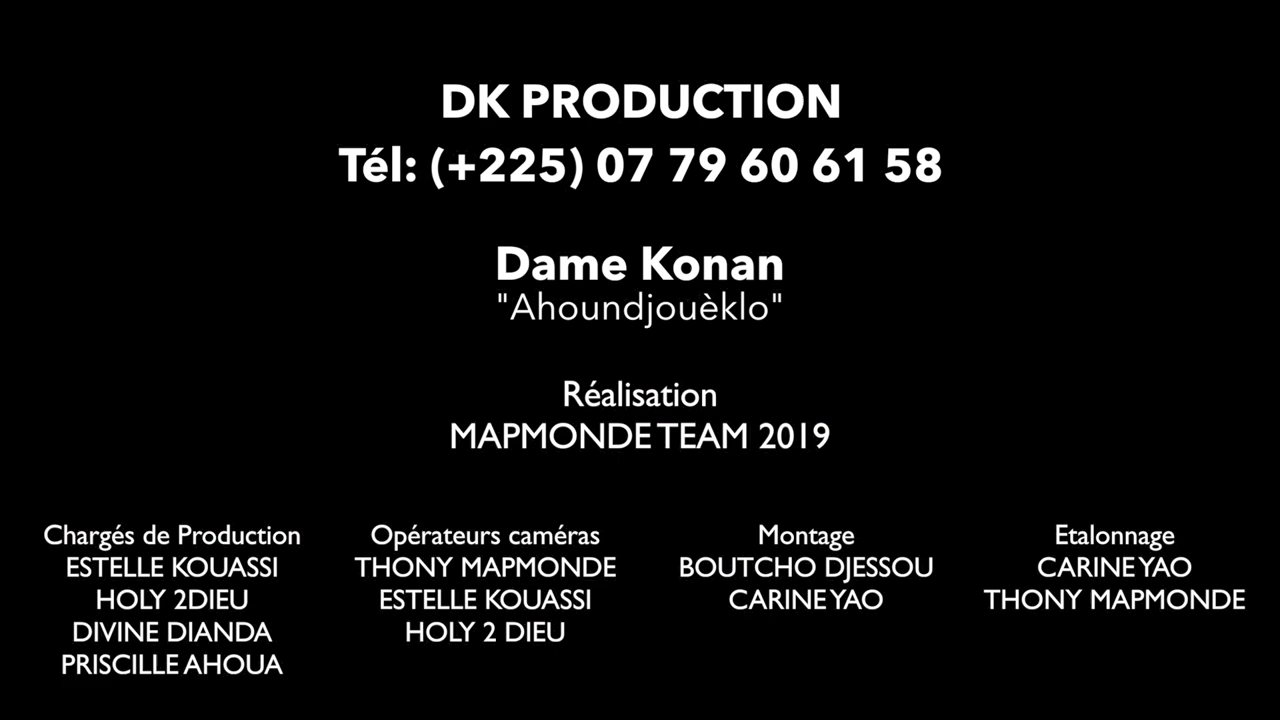 DK PRODUCTION
Tél: (+225) 07 79 60 61 58
Dame Konan
"Ahoundjouèklo"
Réalisation
MAPMONDE TEAM 2019
Chargés de Production
ESTELLE KOUASSI
HOLY 2DIEU
DIVINE DIANDA
PRISCILLE AHOUA
Opérateurs caméras
THONY MAPMONDE
ESTELLE KOUASSI
HOLY 2 DIEU
Montage
BOUTCHO DJESSOU
CARINE YAO
Etalonnage
CARINE YAO
THONY MAPMONDE